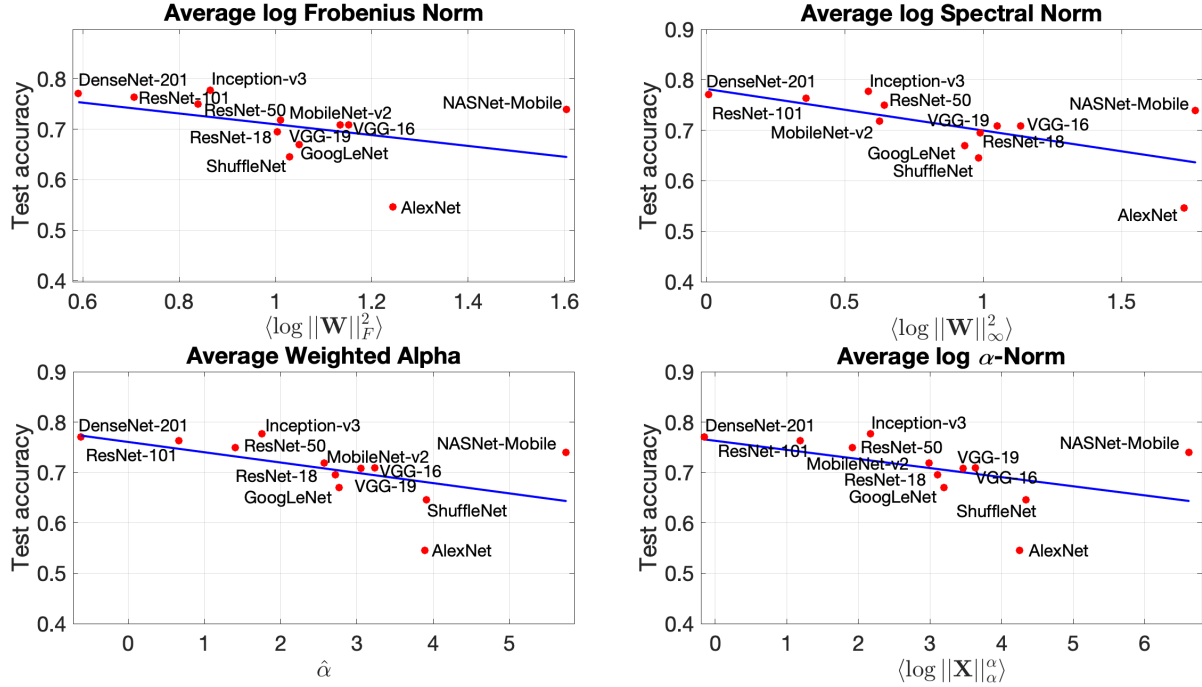 Average log Frobenius Norm
0.8
0.7
0.6
0.5
0.4
Test accuracy
DenseNet-201
Inception-v3
ResNet-101
ResNet-50
MobileNet-v2
NASNet-Mobile
ResNet-18
VGG-19
VGG-16
ShuffleNet
GoogLeNet
AlexNet
0.6 0.8 1 1.2 1.4 1.6
⟨log ||W||²_F⟩
Average log Spectral Norm
0.9
0.8
0.7
0.6
0.5
0.4
Test accuracy
DenseNet-201
Inception-v3
ResNet-101
ResNet-50
NASNet-Mobile
MobileNet-v2
VGG-19
VGG-16
GoogLeNet
ResNet-18
ShuffleNet
AlexNet
0 0.5 1 1.5
⟨log ||W||²_∞⟩
Average Weighted Alpha
0.9
0.8
0.7
0.6
0.5
0.4
Test accuracy
DenseNet-201
Inception-v3
ResNet-101
ResNet-50
NASNet-Mobile
MobileNet-v2
ResNet-18
VGG-16
GoogLeNet
VGG-19
ShuffleNet
AlexNet
0 1 2 3 4 5
α̂
Average log α-Norm
0.9
0.8
0.7
0.6
0.5
0.4
Test accuracy
DenseNet-201
Inception-v3
ResNet-101
ResNet-50
NASNet-Mobile
MobileNet-v2
VGG-19
ResNet-18
VGG-16
GoogLeNet
ShuffleNet
AlexNet
0 1 2 3 4 5 6
⟨log ||X||^α_α⟩